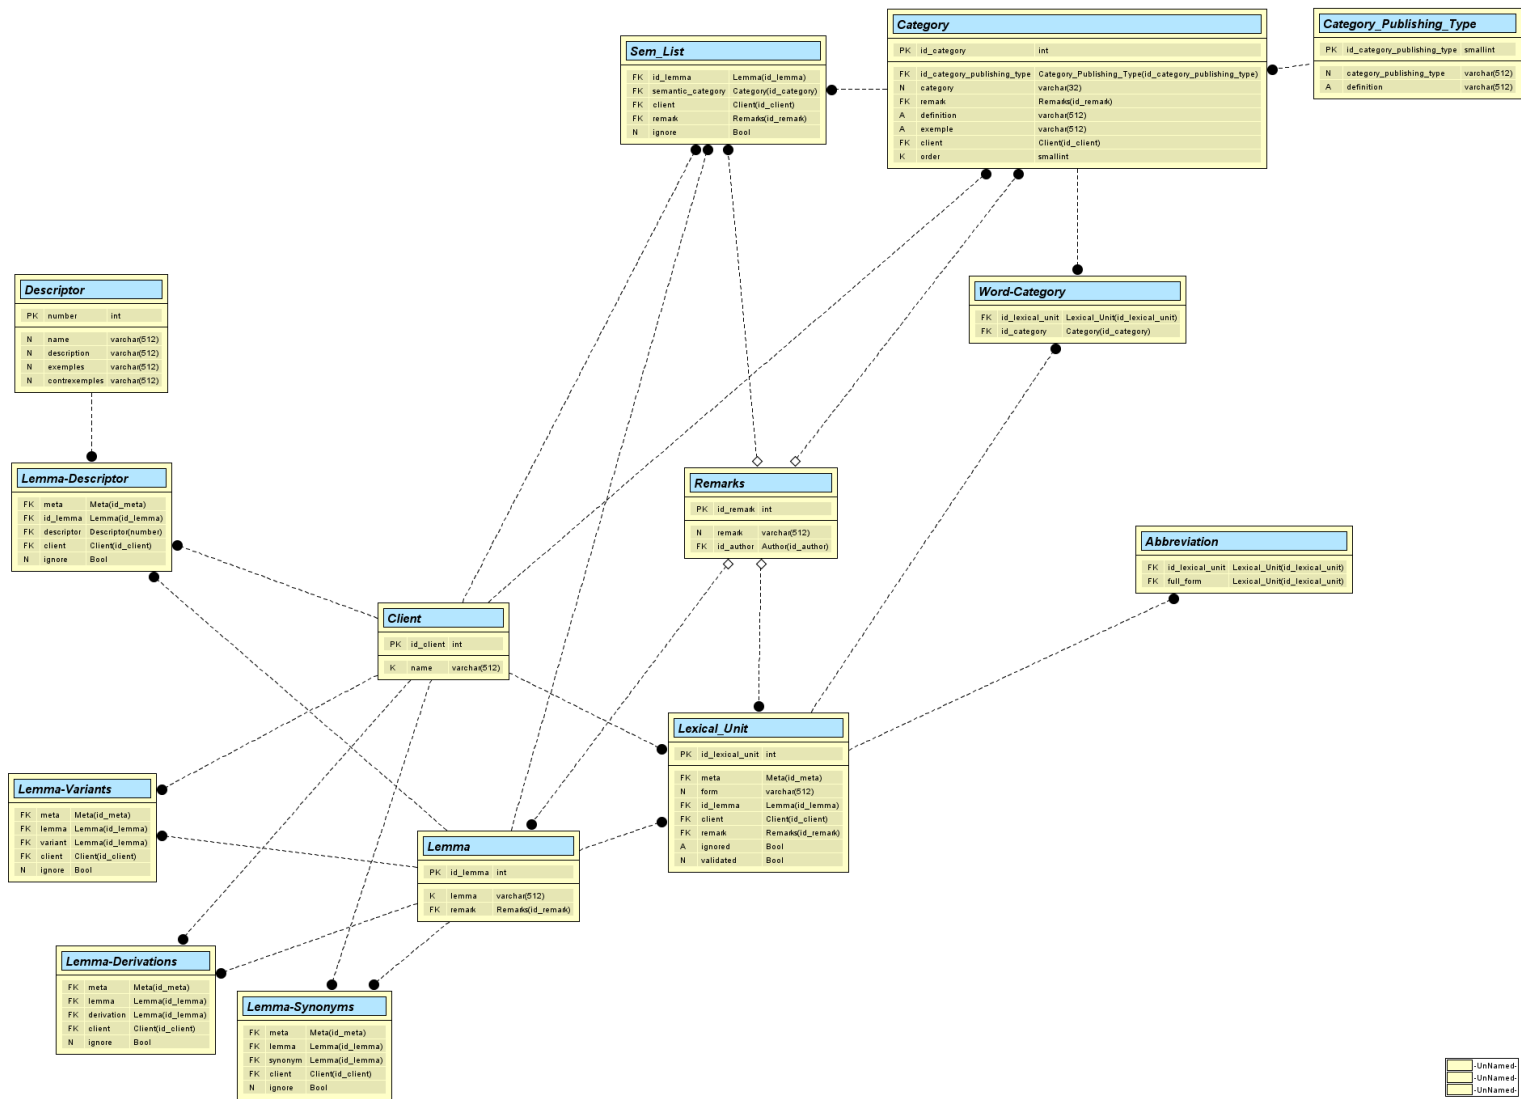 Category
PK id_category int
FK id_category_publishing_type Category_Publishing_Type(id_category_publishing_type)
N category varchar(32)
FK remark Remarks(id_remark)
A definition varchar(512)
A exemple varchar(512)
FK client Client(id_client)
K order smallint
Category_Publishing_Type
PK id_category_publishing_type smallint
N category_publishing_type varchar(512)
A definition varchar(512)
Sem_List
FK id_lemma Lemma(id_lemma)
FK semantic_category Category(id_category)
FK client Client(id_client)
FK remark Remarks(id_remark)
N ignore Bool
Descriptor
PK number int
N name varchar(512)
N description varchar(512)
N exemples varchar(512)
N contrexemples varchar(512)
Word-Category
FK id_lexical_unit Lexical_Unit(id_lexical_unit)
FK id_category Category(id_category)
Lemma-Descriptor
FK meta Meta(id_meta)
FK id_lemma Lemma(id_lemma)
FK descriptor Descriptor(number)
FK client Client(id_client)
N ignore Bool
Remarks
PK id_remark int
N remark varchar(512)
FK id_author Author(id_author)
Abbreviation
FK id_lexical_unit Lexical_Unit(id_lexical_unit)
FK full_form Lexical_Unit(id_lexical_unit)
Client
PK id_client int
K name varchar(512)
Lexical_Unit
PK id_lexical_unit int
FK meta Meta(id_meta)
N form varchar(512)
FK id_lemma Lemma(id_lemma)
FK client Client(id_client)
FK remark Remarks(id_remark)
A ignored Bool
N validated Bool
Lemma-Variants
FK meta Meta(id_meta)
FK lemma Lemma(id_lemma)
FK variant Lemma(id_lemma)
FK client Client(id_client)
N ignore Bool
Lemma
PK id_lemma int
K lemma varchar(512)
FK remark Remarks(id_remark)
Lemma-Derivations
FK meta Meta(id_meta)
FK lemma Lemma(id_lemma)
FK derivation Lemma(id_lemma)
FK client Client(id_client)
N ignore Bool
Lemma-Synonyms
FK meta Meta(id_meta)
FK lemma Lemma(id_lemma)
FK synonym Lemma(id_lemma)
FK client Client(id_client)
N ignore Bool
-UnNamed-
-UnNamed-
-UnNamed-